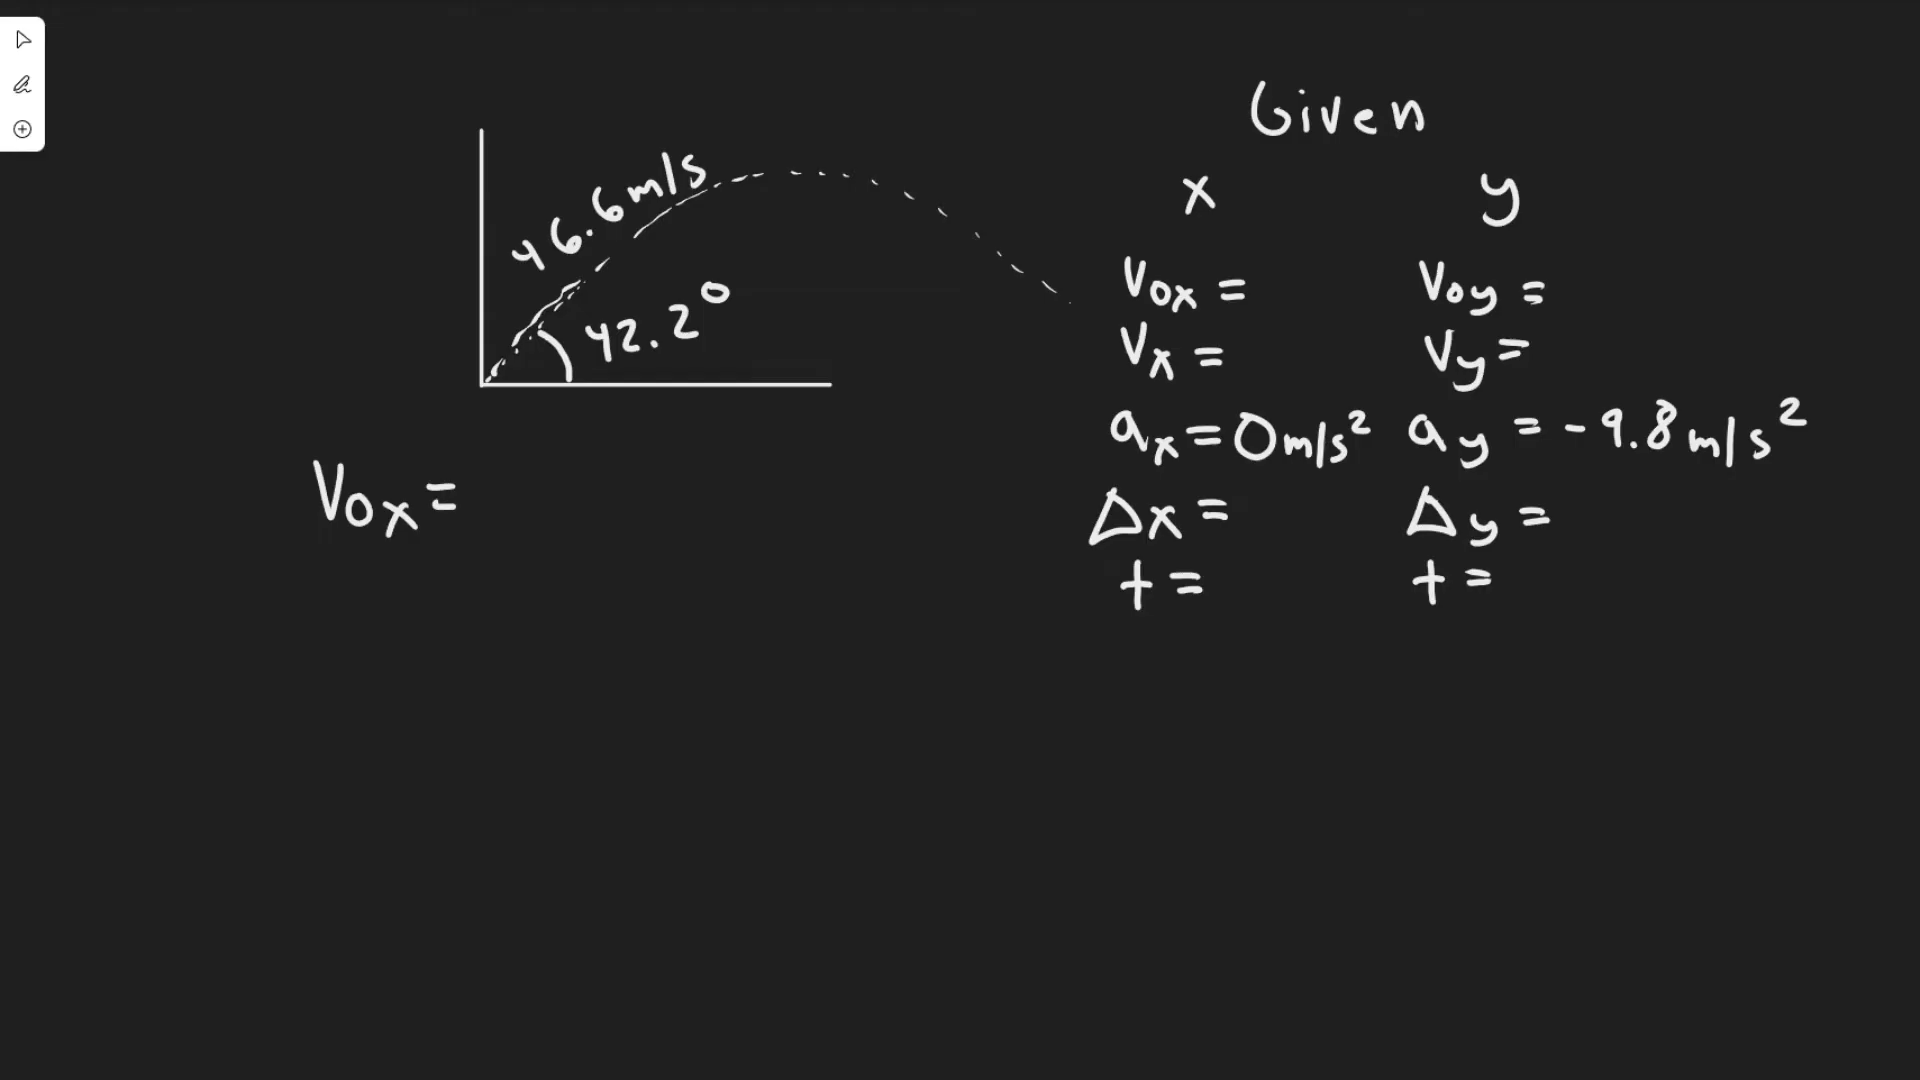 Given
46.6m/s
x y
42.2°
Vox = Voy =
Vx = Vy =
ax = 0m/s² ay = -9.8m/s²
Vox =
Δx = Δy =
t = t =